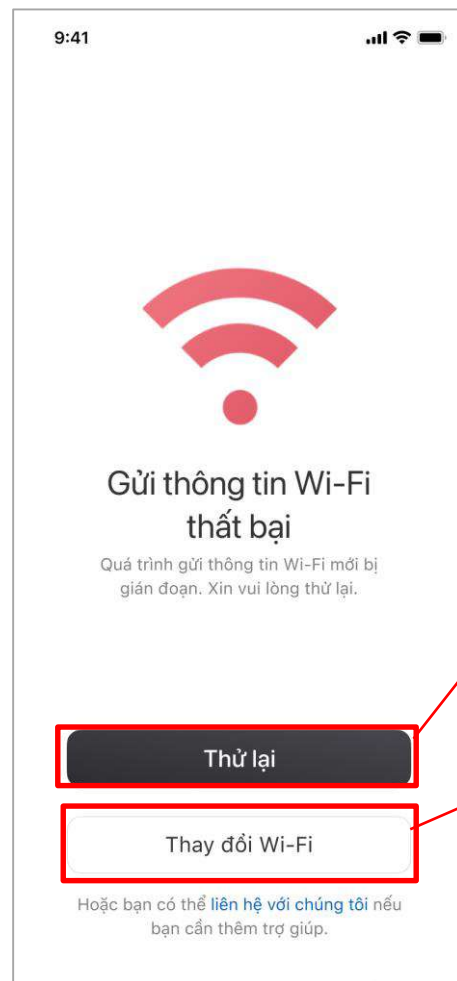 9:41
Gửi thông tin Wi-Fi
thất bại
Quá trình gửi thông tin Wi-Fi mới bị
gián đoạn. Xin vui lòng thử lại.
Thử lại
Thay đổi Wi-Fi
Hoặc bạn có thể liên hệ với chúng tôi nếu
bạn cần thêm trợ giúp.